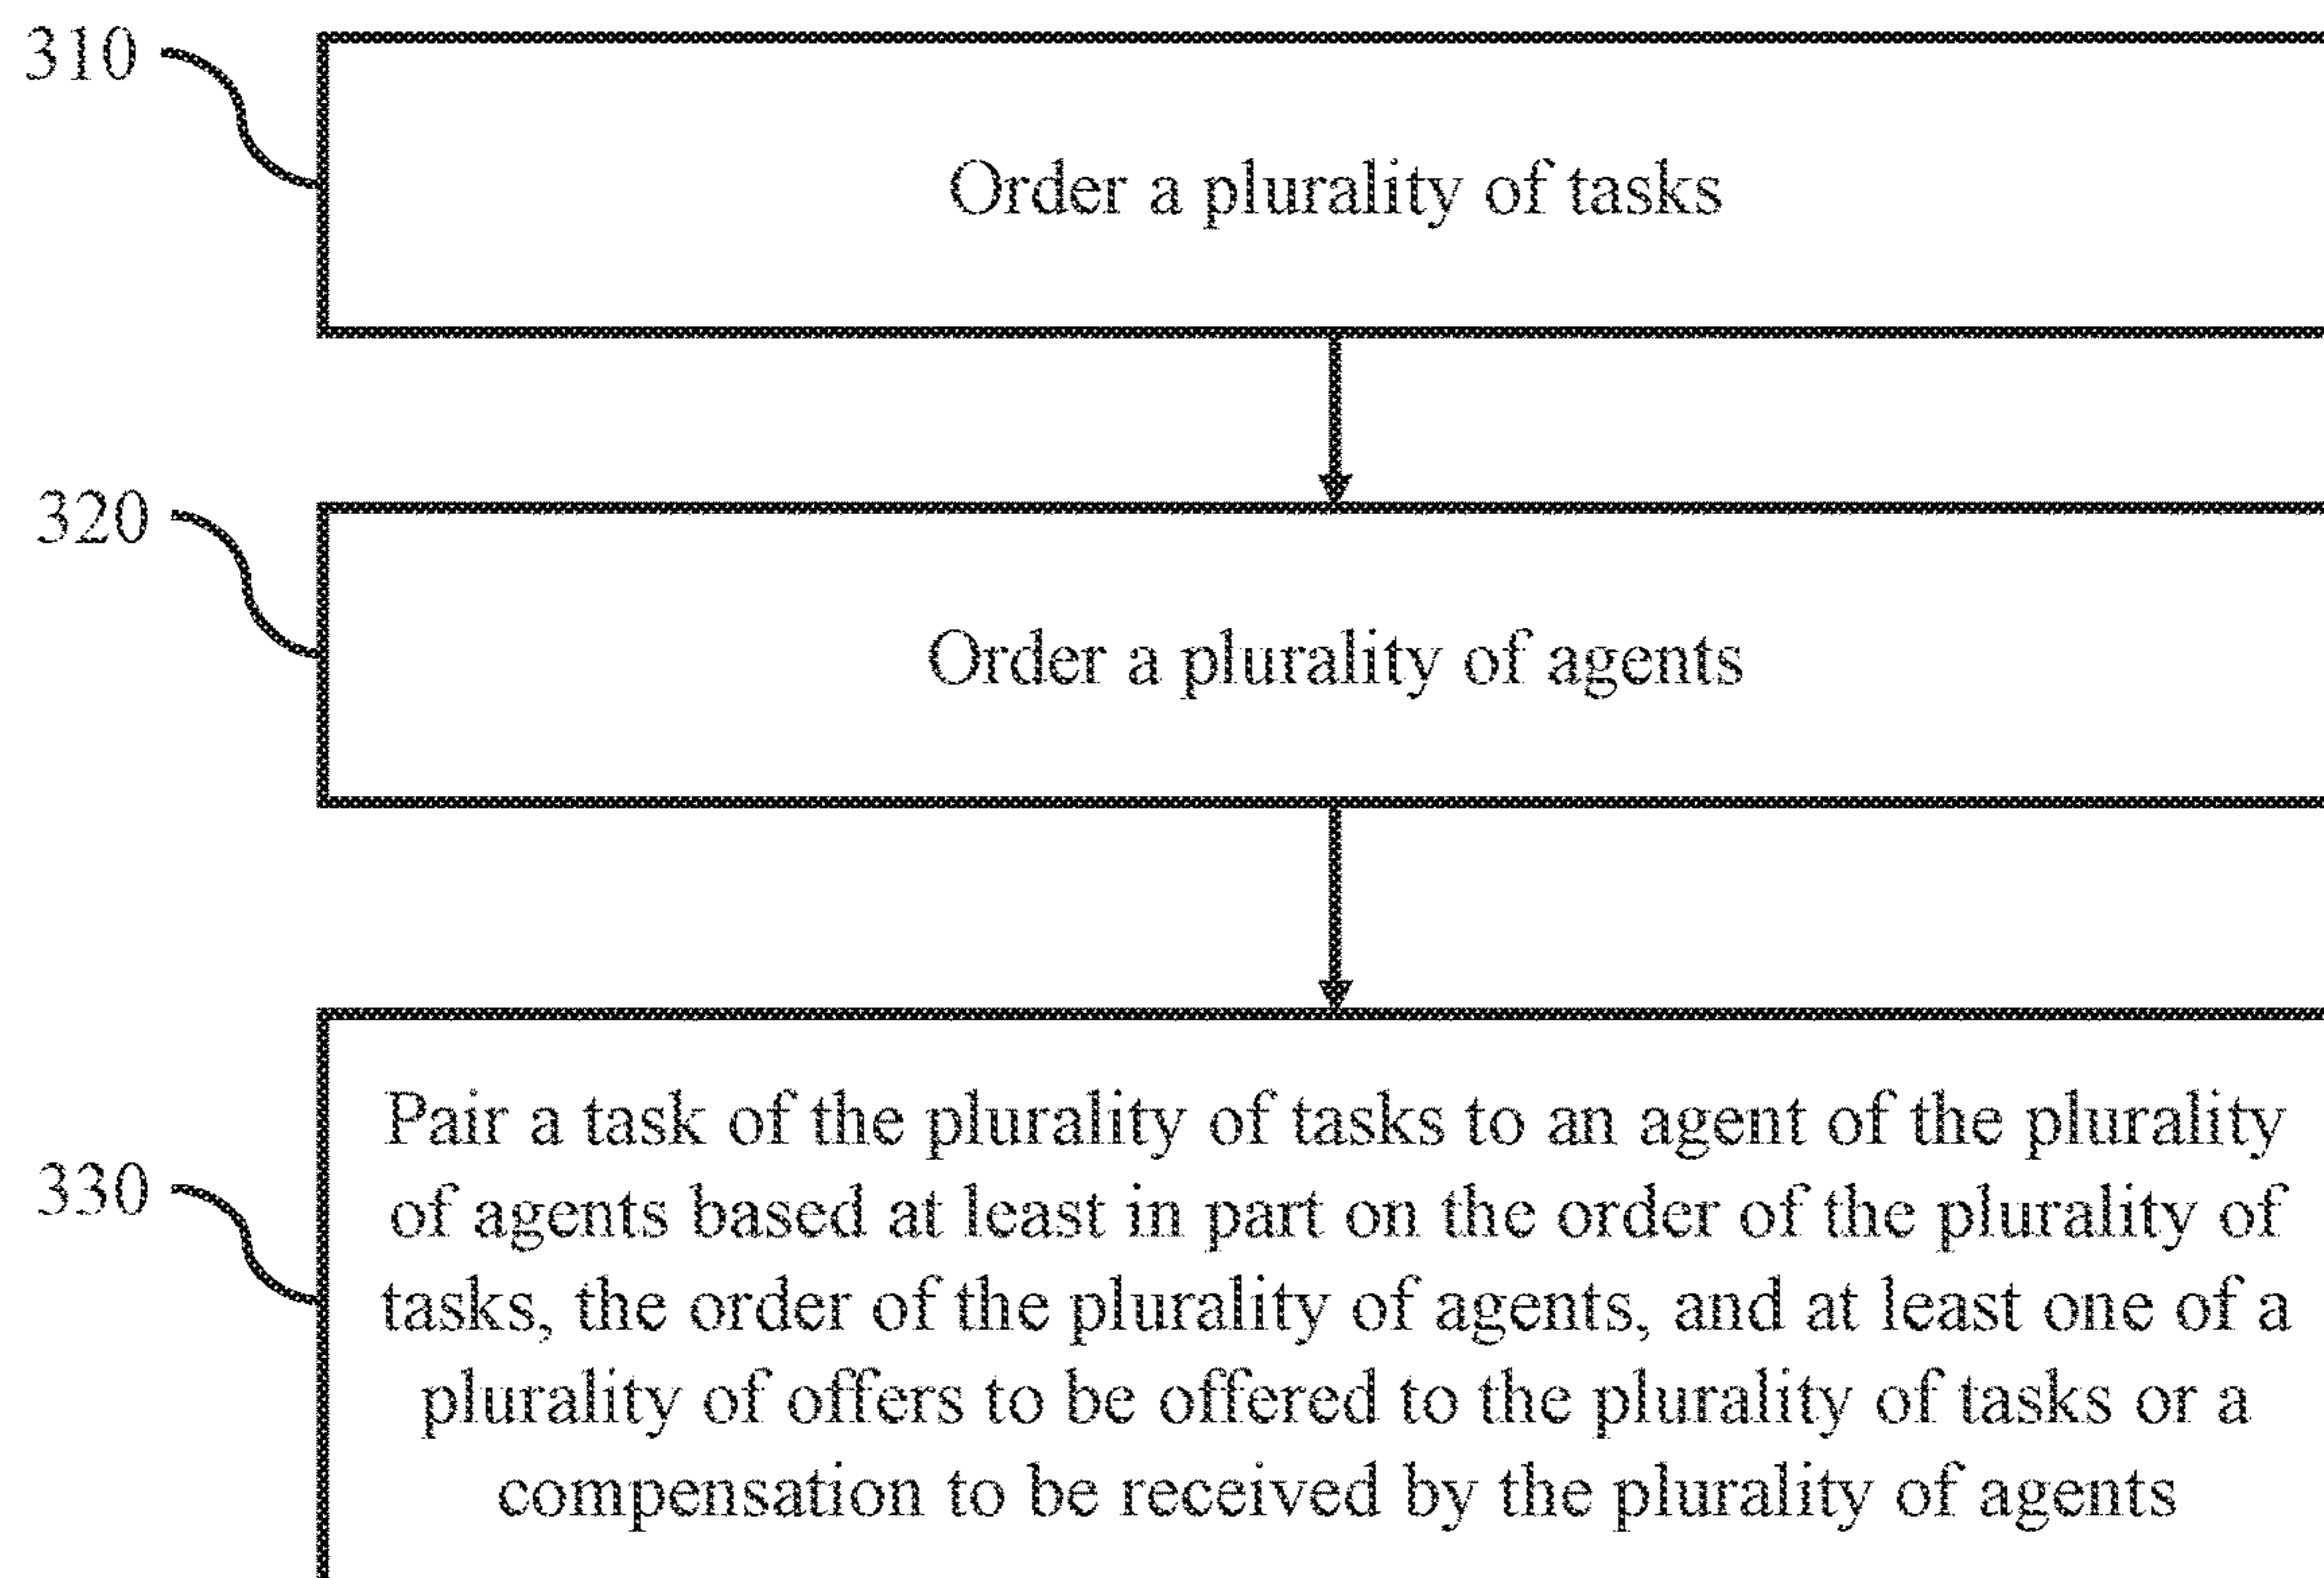 310
Order a plurality of tasks
320
Order a plurality of agents
330
Pair a task of the plurality of tasks to an agent of the plurality
of agents based at least in part on the order of the plurality of
tasks, the order of the plurality of agents, and at least one of a
plurality of offers to be offered to the plurality of tasks or a
compensation to be received by the plurality of agents